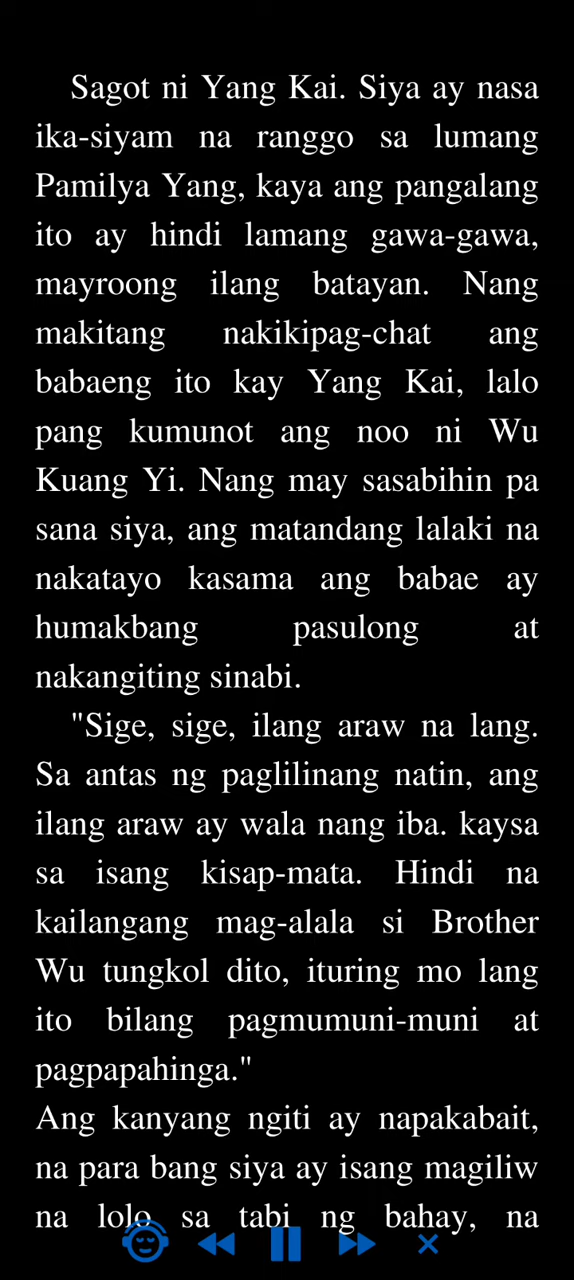 Sagot ni Yang Kai. Siya ay nasa
ika-siyam na ranggo sa lumang
Pamilya Yang, kaya ang pangalang
ito ay hindi lamang gawa-gawa,
mayroong ilang batayan. Nang
makitang nakikipag-chat ang
babaeng ito kay Yang Kai, lalo
pang kumunot ang noo ni Wu
Kuang Yi. Nang may sasabihin pa
sana siya, ang matandang lalaki na
nakatayo kasama ang babae ay
humakbang pasulong at
nakangiting sinabi.
"Sige, sige, ilang araw na lang.
Sa antas ng paglilinang natin, ang
ilang araw ay wala nang iba. kaysa
sa isang kisap-mata. Hindi na
kailangang mag-alala si Brother
Wu tungkol dito, ituring mo lang
ito bilang pagmumuni-muni at
pagpapahinga."
Ang kanyang ngiti ay napakabait,
na para bang siya ay isang magiliw
na lolo sa tabi ng bahay, na